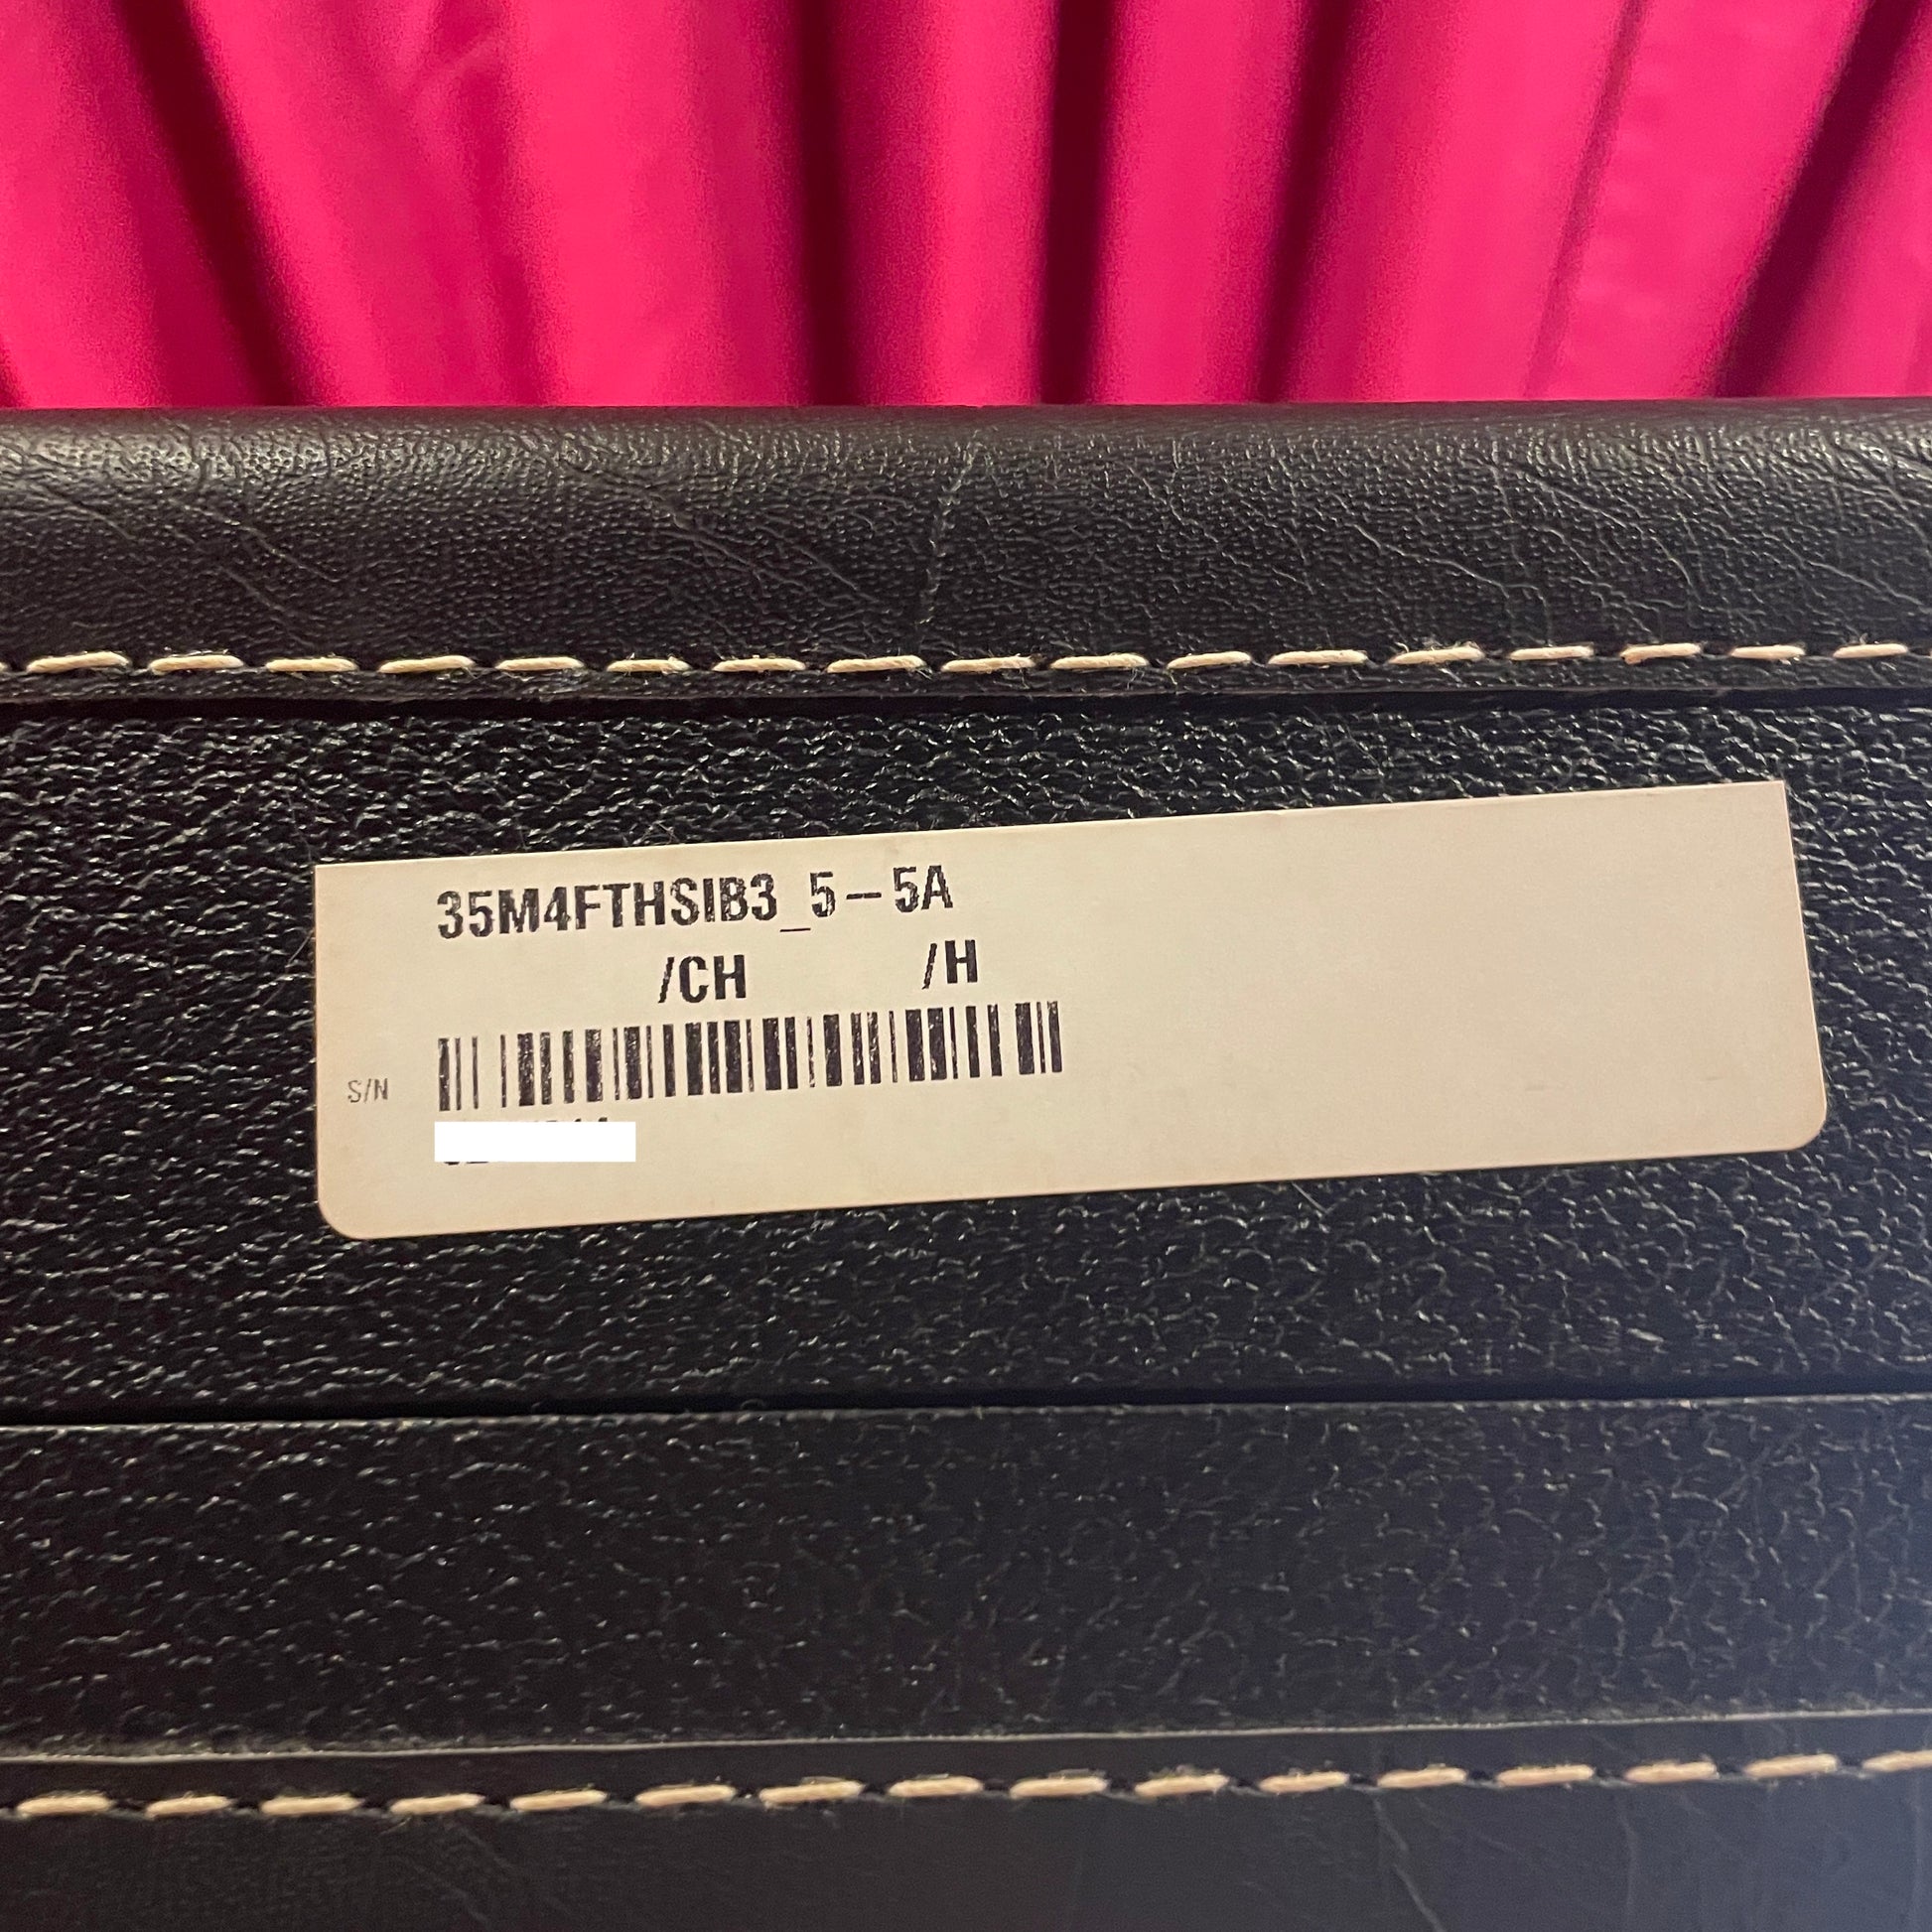 35M4FTHSIB3_5-5A
/CH /H
S/N